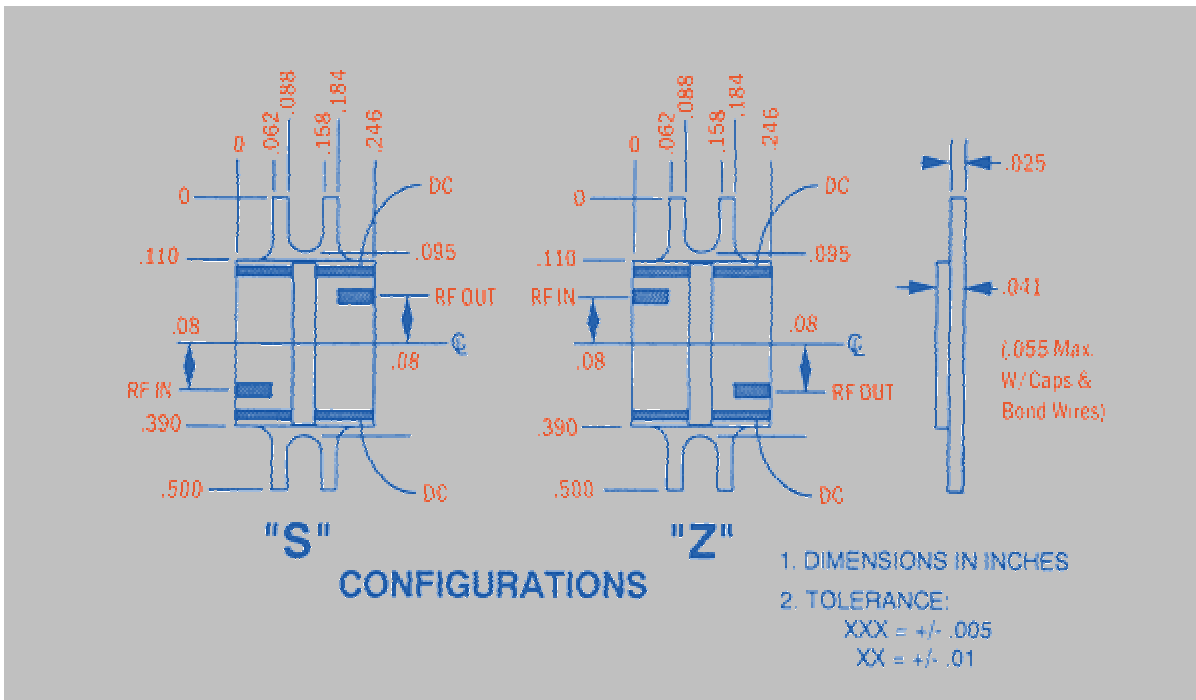 0
.062
.088
.158
.184
.246
0
DC
.110
.095
RF OUT
.08
.08
℄
RF IN
.390
.500
DC
"S"
0
.062
.088
.158
.184
.246
0
DC
.110
.095
RF IN
.08
.08
℄
RF OUT
.390
.500
DC
"Z"
CONFIGURATIONS
.025
.041
(.055 Max.
W/Caps &
Bond Wires)
1. DIMENSIONS IN INCHES
2. TOLERANCE:
XXX = +/- .005
XX = +/- .01